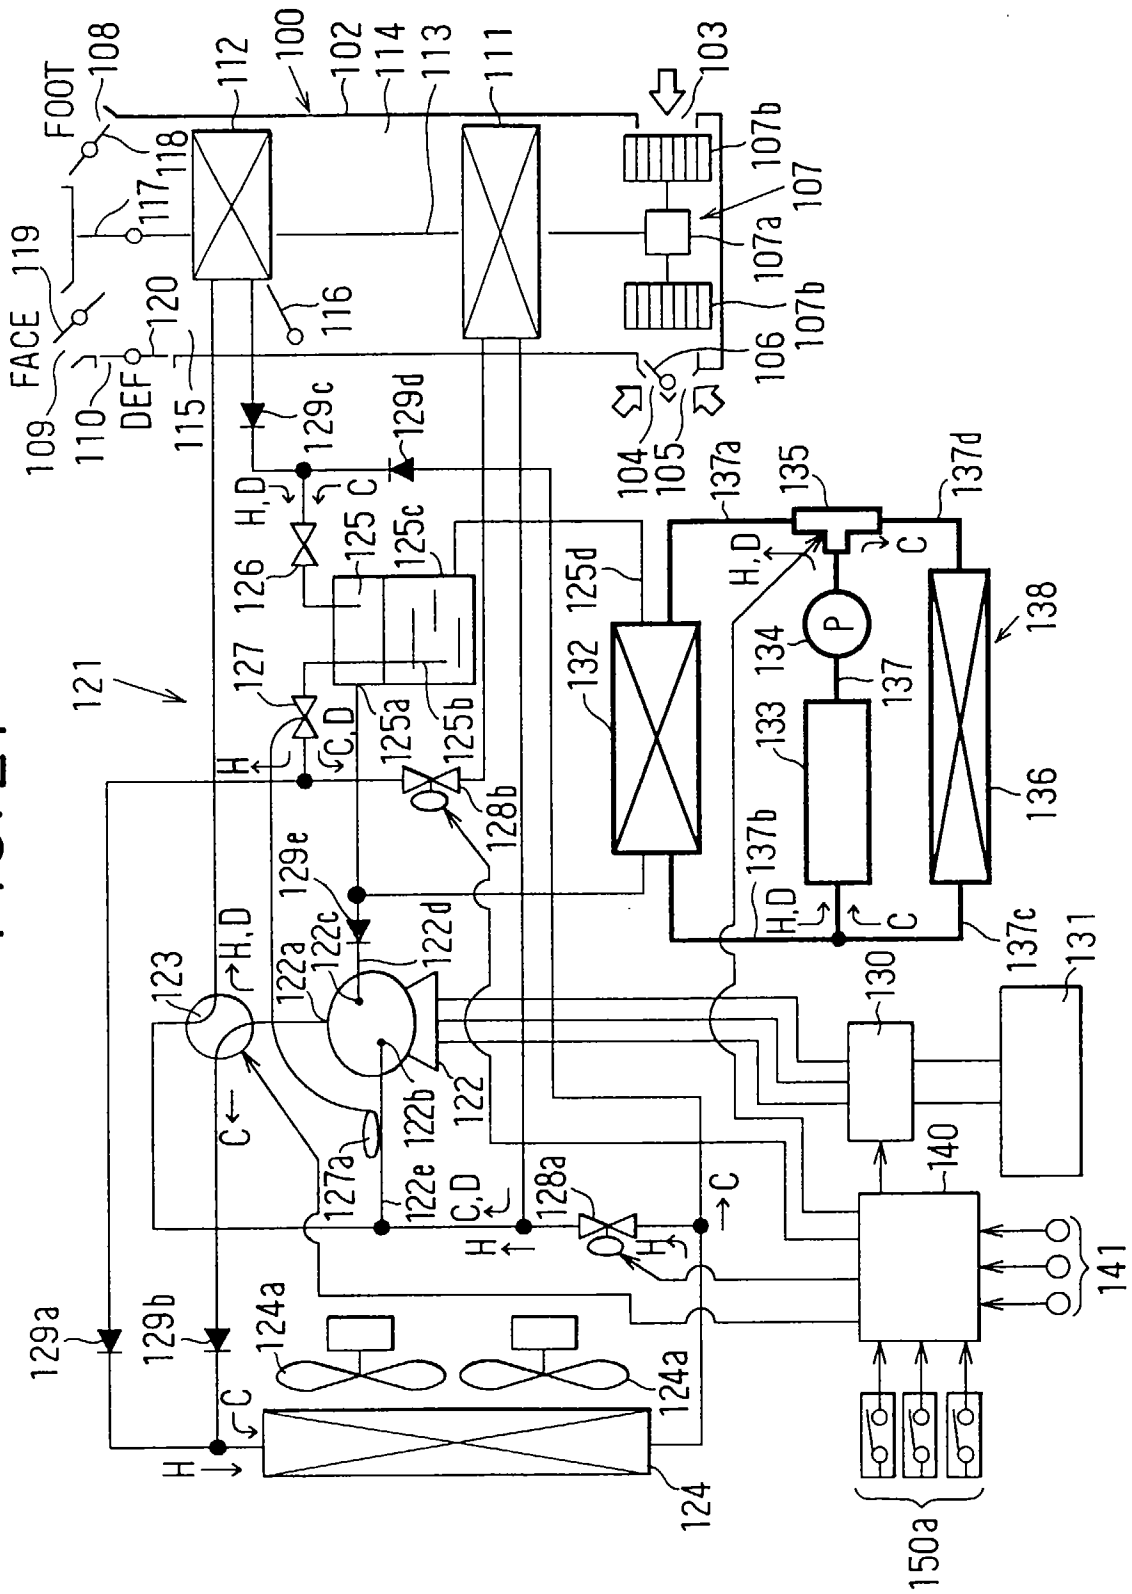 129a
H
129b
C
C
123
H,D
121
H
127
126
H,D
FACE 119
109
110
DEF
120
115
117
118
FOOT
108
112
100
102
114
113
111
116
129c
129d
C
125
125c
C,D
125a
125b
128b
122a
122c
129e
122d
127a
122b
122
122e
C,D
H
128a
H
C
124a
124a
124
132
125d
104
105
106
107b
107a
107
107b
103
137a
135
137d
H,D
C
134
137
133
138
136
137b
H,D
C
137c
130
131
140
141
150a